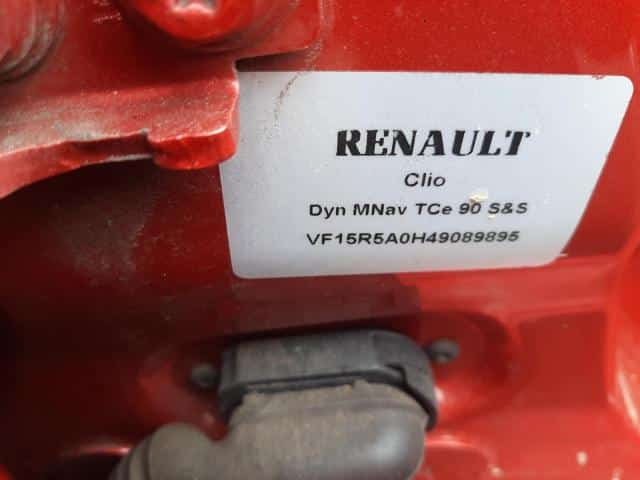 RENAULT
Clio
Dyn MNav TCe 90 S&S
VF15R5A0H49089895